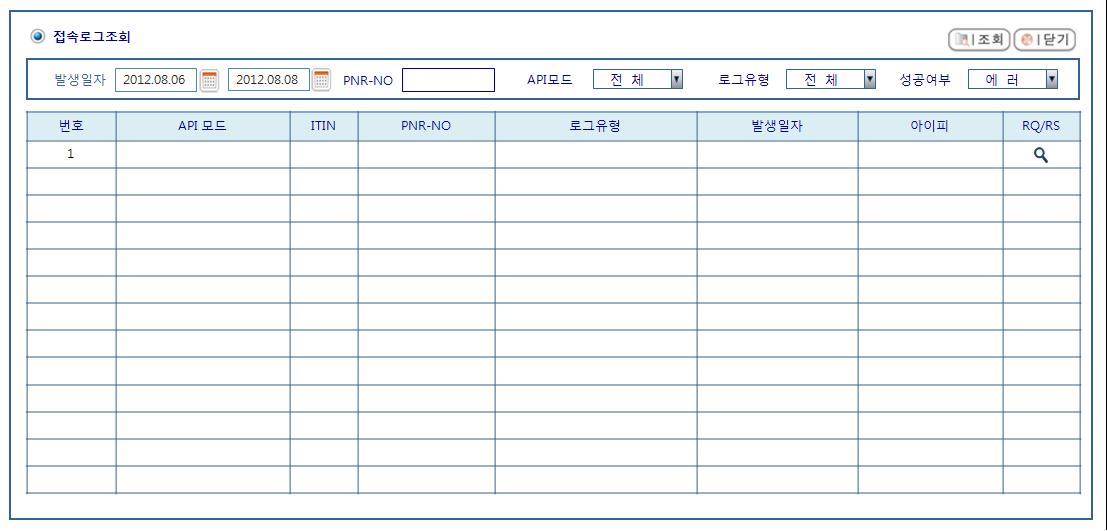 접속로그조회
조회 닫기
발생일자 2012.08.06 2012.08.08 PNR-NO API모드 전 체 로그유형 전 체 성공여부 에 러
번호 API 모드 ITIN PNR-NO 로그유형 발생일자 아이피 RQ/RS
1